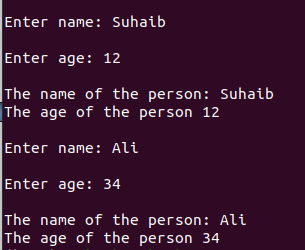 Enter name: Suhaib
Enter age: 12
The name of the person: Suhaib
The age of the person 12
Enter name: Ali
Enter age: 34
The name of the person: Ali
The age of the person 34